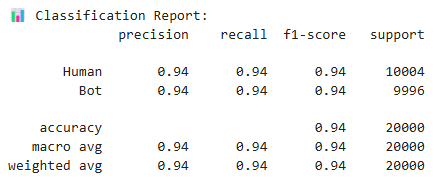 📊 Classification Report:
precision recall f1-score support
Human 0.94 0.94 0.94 10004
Bot 0.94 0.94 0.94 9996
accuracy 0.94 20000
macro avg 0.94 0.94 0.94 20000
weighted avg 0.94 0.94 0.94 20000